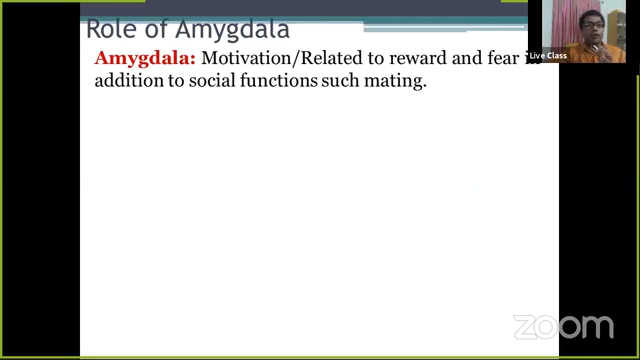 Role of Amygdala
Amygdala: Motivation/Related to reward and fear in
addition to social functions such mating.
Live Class
zoom